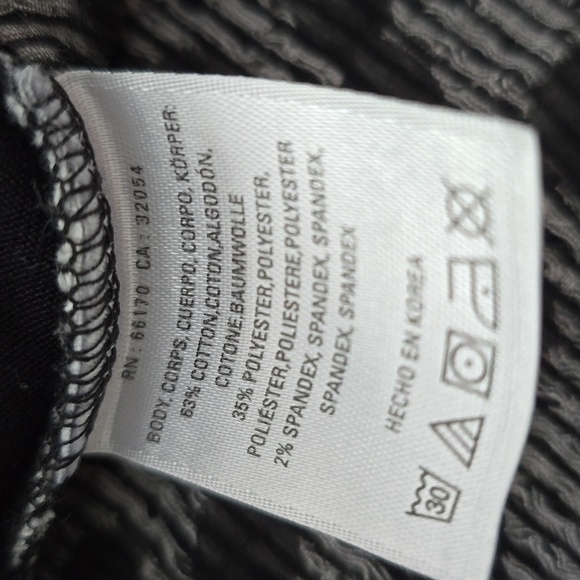 RN: 66170 CA: 32054
BODY, CORPS, CUERPO, CORPO, KÖRPER:
63% COTTON,COTON,ALGODÓN,
COTONE,BAUMWOLLE
35% POLYESTER,POLYESTER,
POLIÉSTER,POLIESTERE,POLYESTER
2% SPANDEX, SPANDEX, SPANDEX,
SPANDEX, SPANDEX
HECHO EN KOREA
30